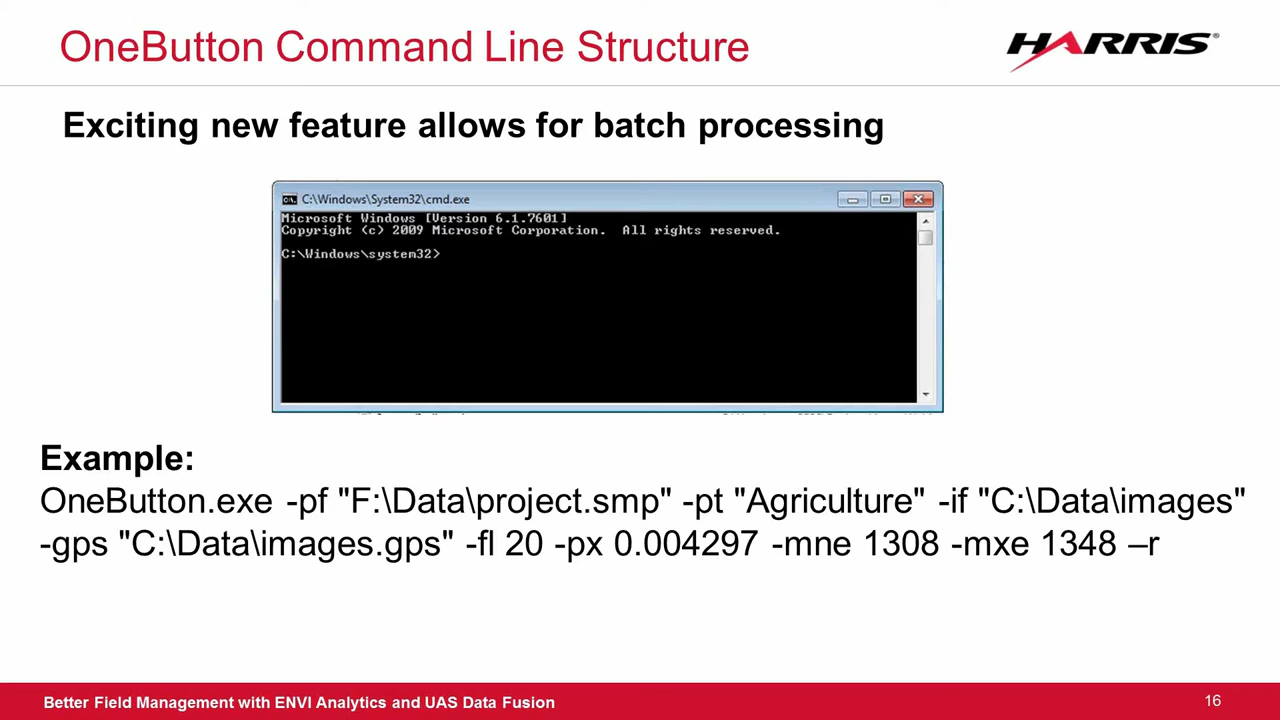 OneButton Command Line Structure
HARRIS®
Exciting new feature allows for batch processing
C:\Windows\System32\cmd.exe
Microsoft Windows [Version 6.1.7601]
Copyright (c) 2009 Microsoft Corporation. All rights reserved.
C:\Windows\system32>
Example:
OneButton.exe -pf "F:\Data\project.smp" -pt "Agriculture" -if "C:\Data\images"
-gps "C:\Data\images.gps" -fl 20 -px 0.004297 -mne 1308 -mxe 1348 –r
Better Field Management with ENVI Analytics and UAS Data Fusion
16